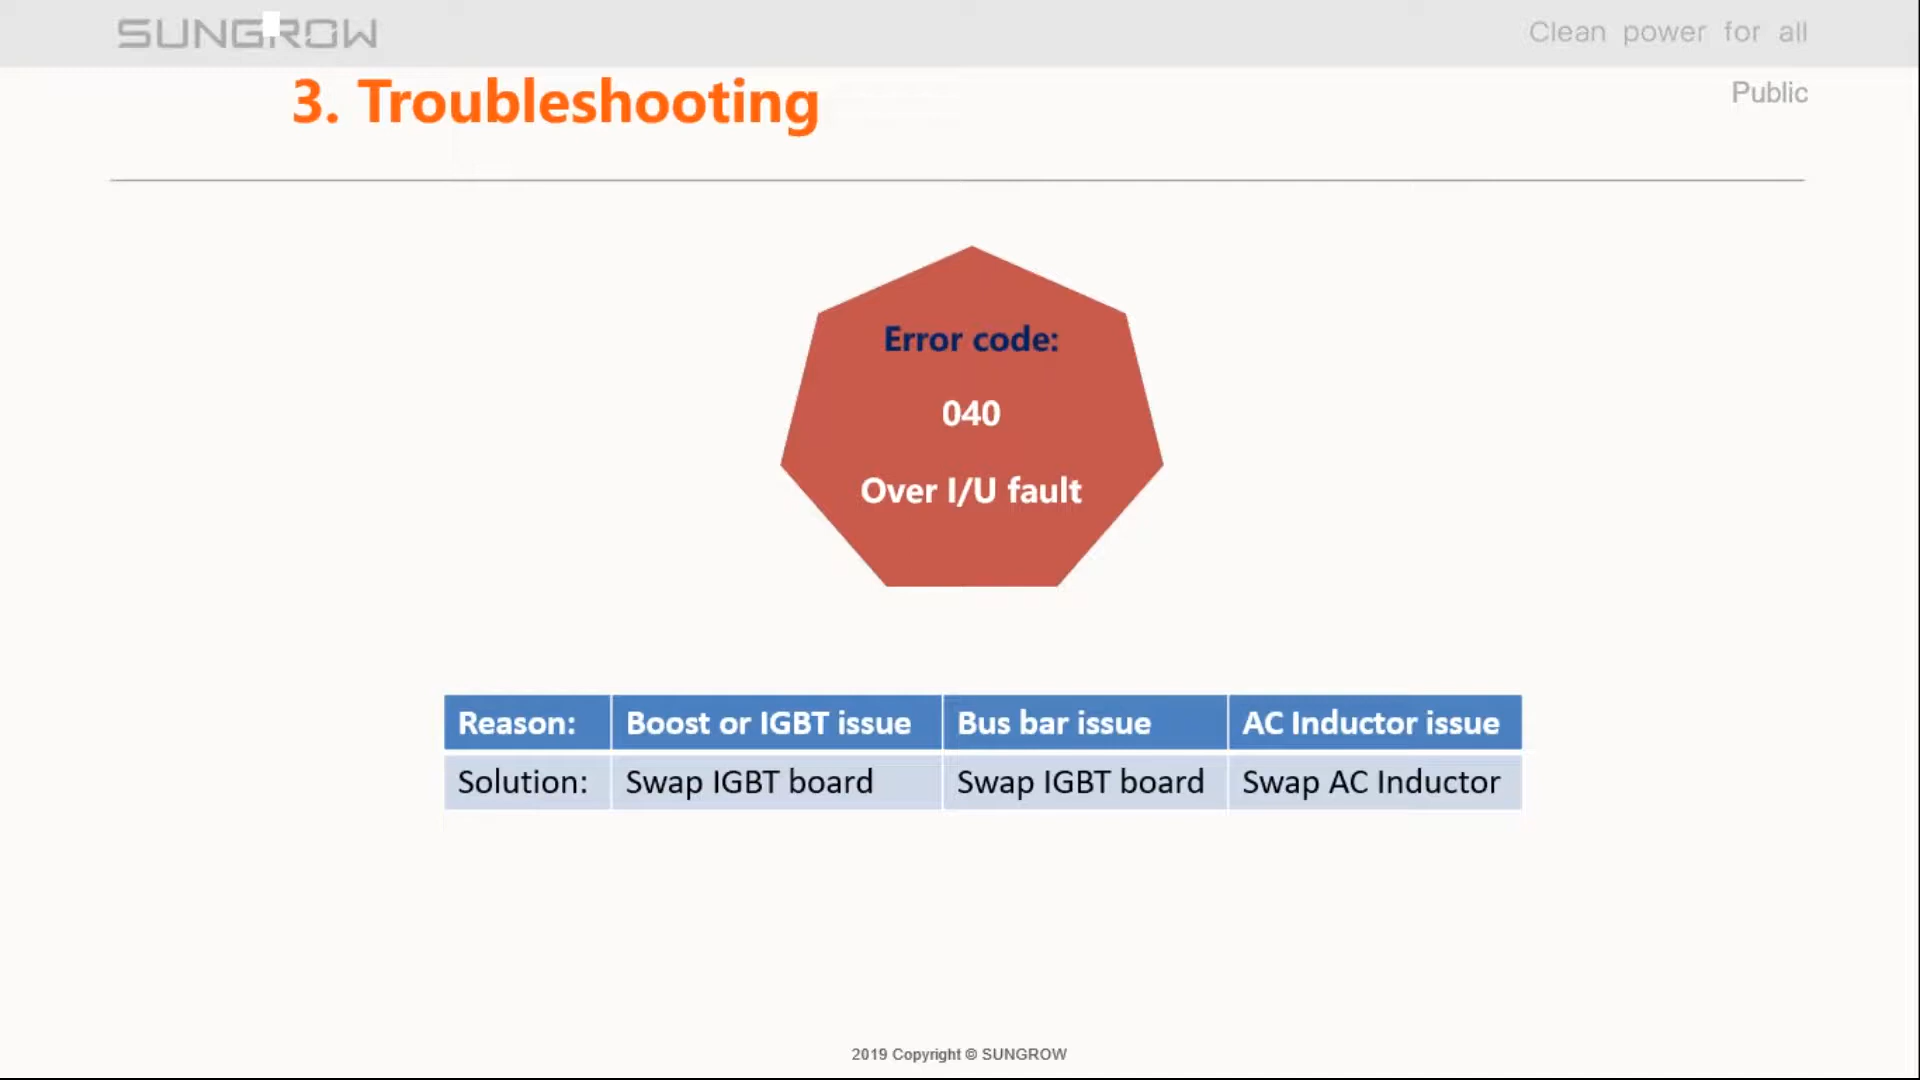 SUNGROW
Clean power for all
3. Troubleshooting
Public
Error code:
040
Over I/U fault
Reason: Boost or IGBT issue Bus bar issue AC Inductor issue
Solution: Swap IGBT board Swap IGBT board Swap AC Inductor
2019 Copyright © SUNGROW